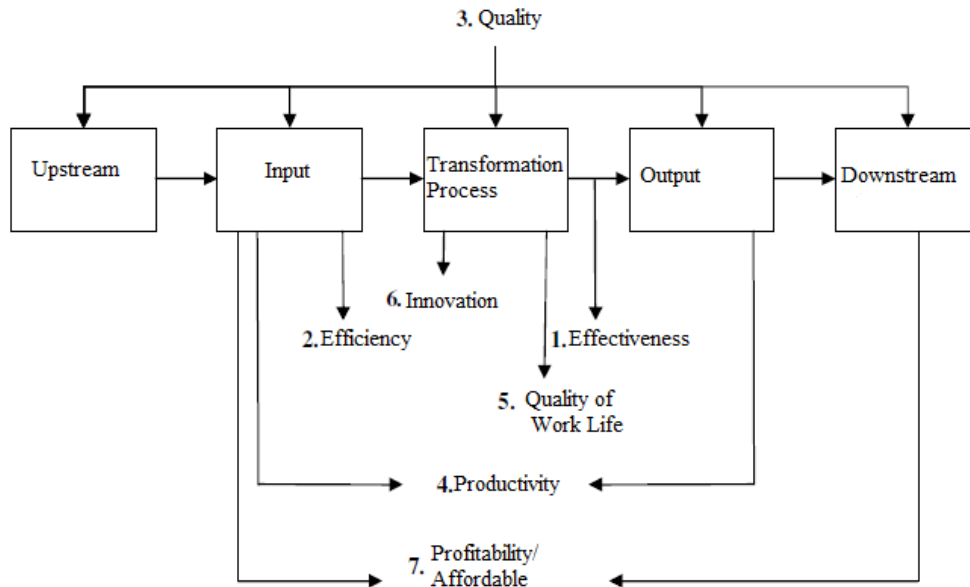 3. Quality
Upstream
Input
Transformation
Process
Output
Downstream
6. Innovation
2. Efficiency
1. Effectiveness
5. Quality of
Work Life
4. Productivity
7. Profitability/
Affordable